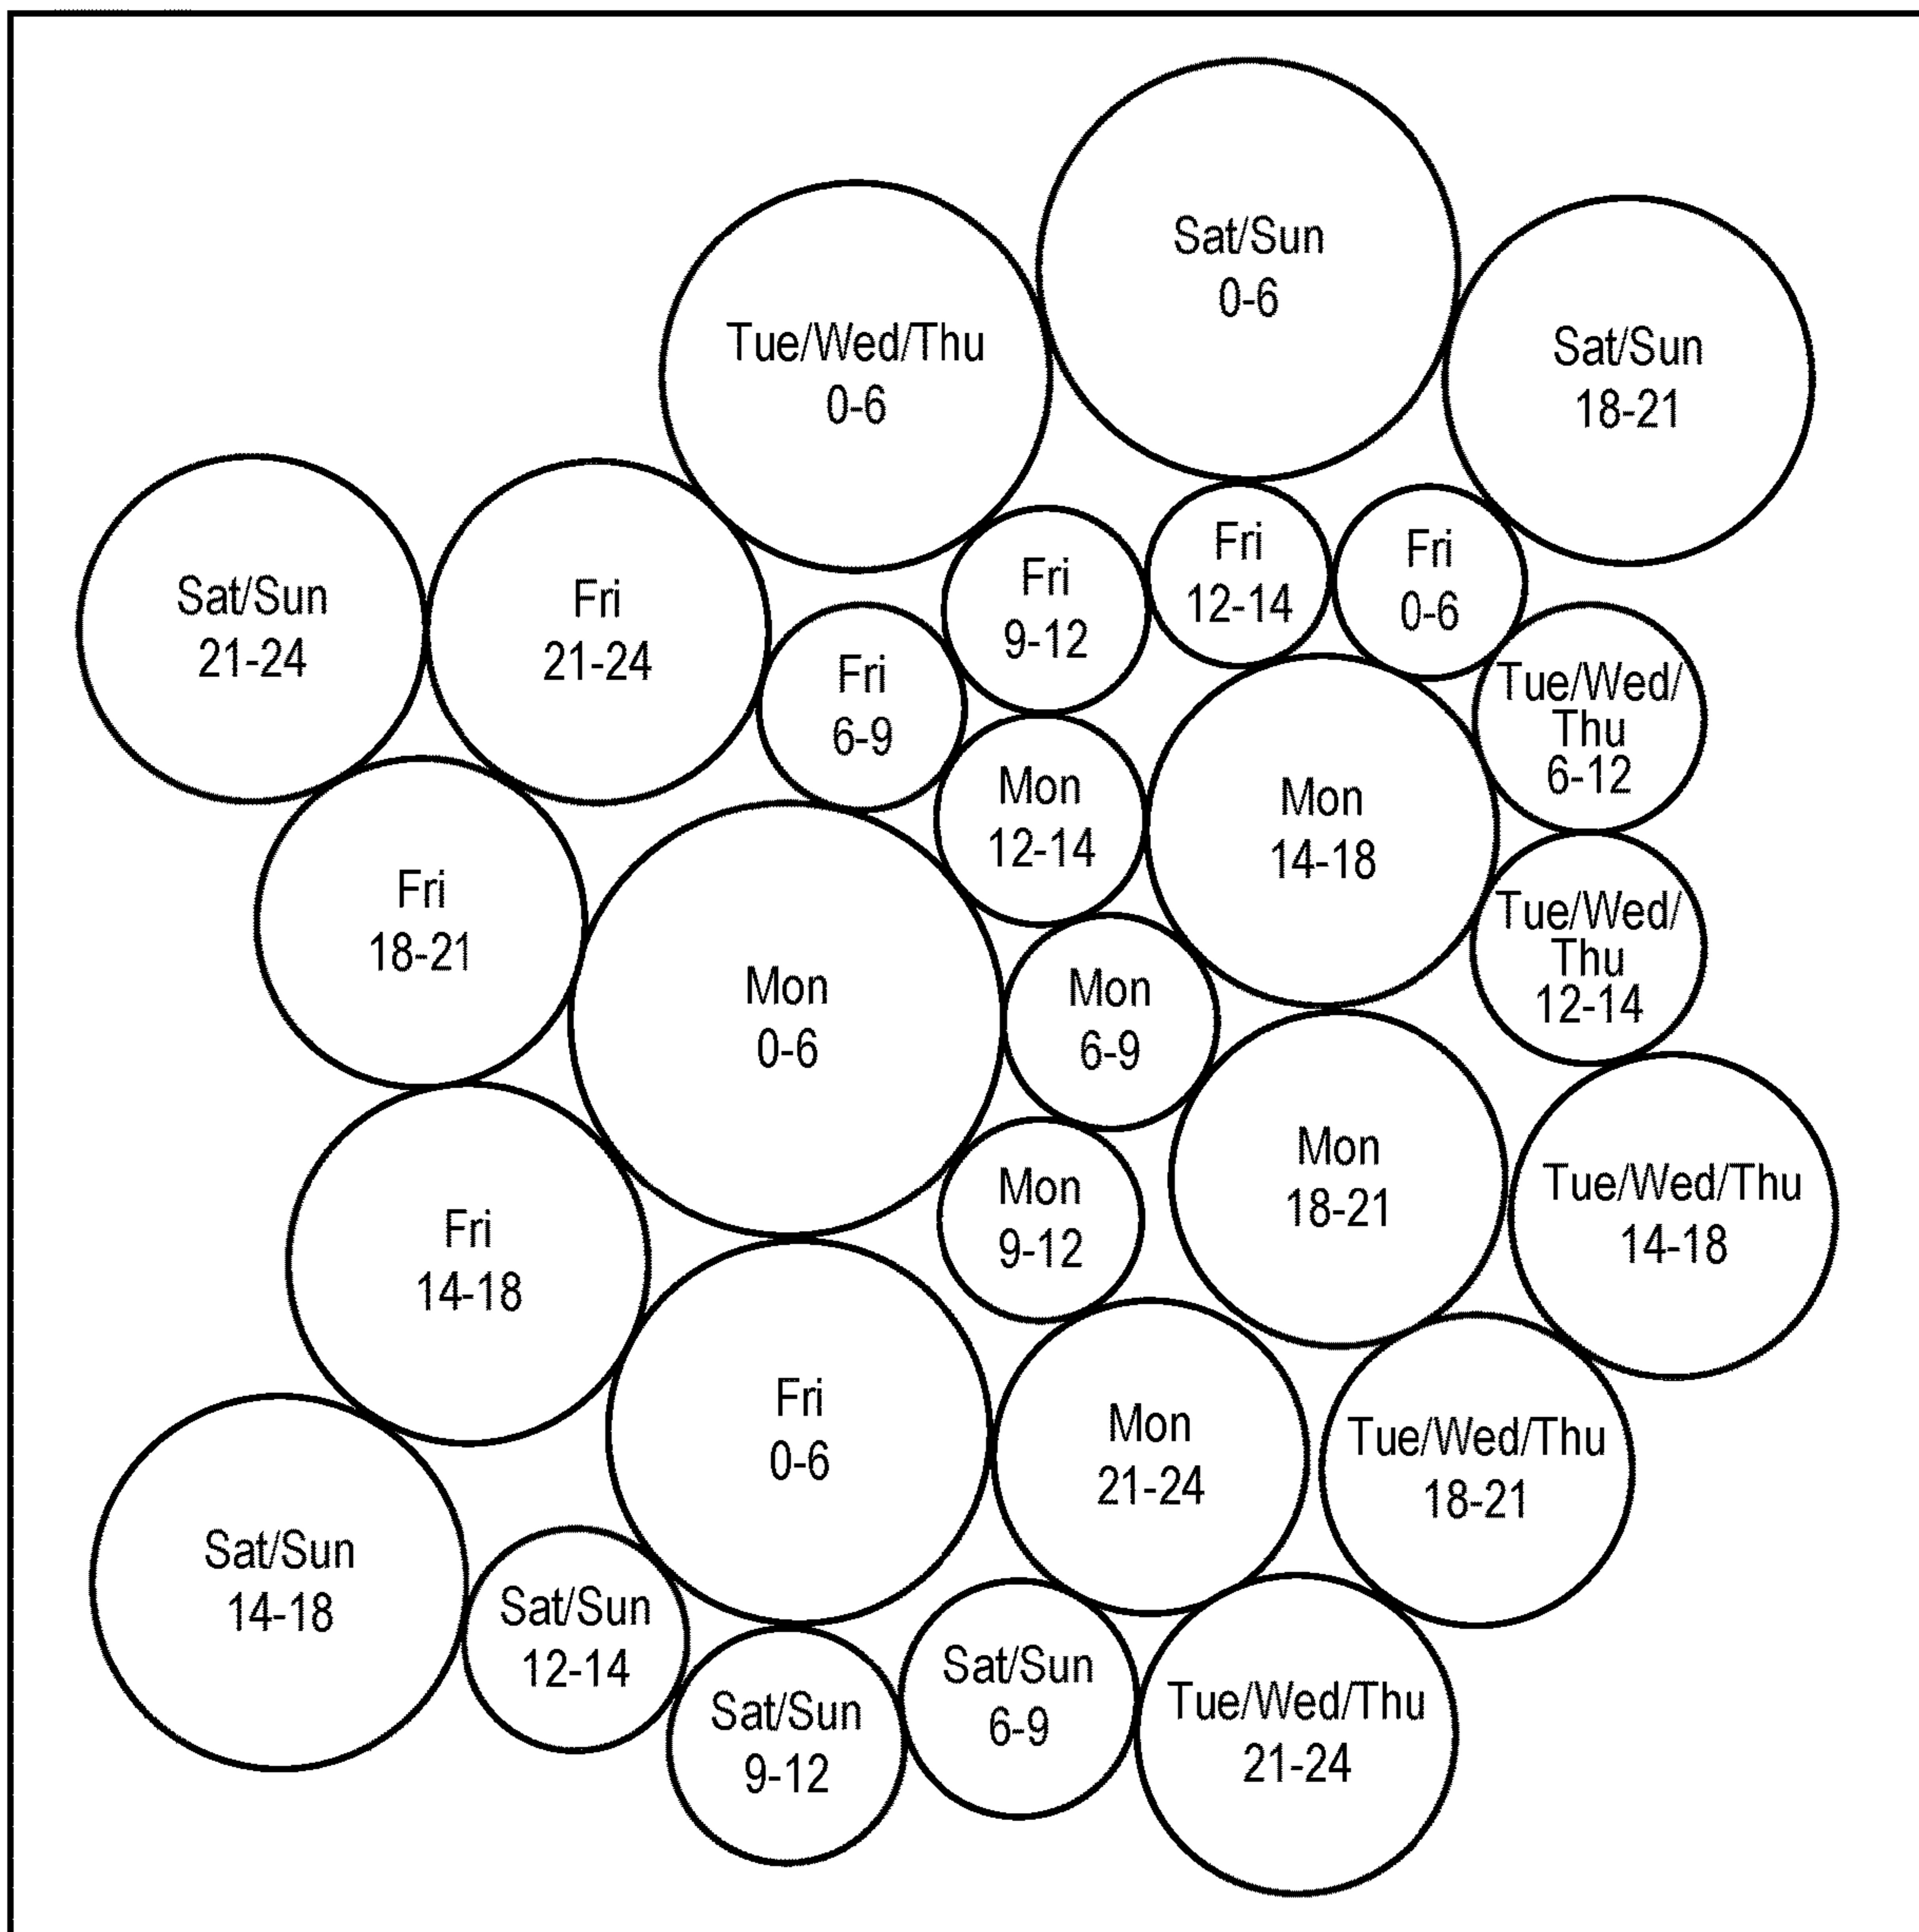 Sat/Sun
0-6
Tue/Wed/Thu
0-6
Sat/Sun
18-21
Sat/Sun
21-24
Fri
21-24
Fri
6-9
Fri
9-12
Fri
12-14
Fri
0-6
Tue/Wed/
Thu
6-12
Mon
12-14
Mon
14-18
Fri
18-21
Tue/Wed/
Thu
12-14
Mon
0-6
Mon
6-9
Mon
9-12
Mon
18-21
Tue/Wed/Thu
14-18
Fri
14-18
Fri
0-6
Mon
21-24
Tue/Wed/Thu
18-21
Sat/Sun
14-18
Sat/Sun
12-14
Sat/Sun
9-12
Sat/Sun
6-9
Tue/Wed/Thu
21-24